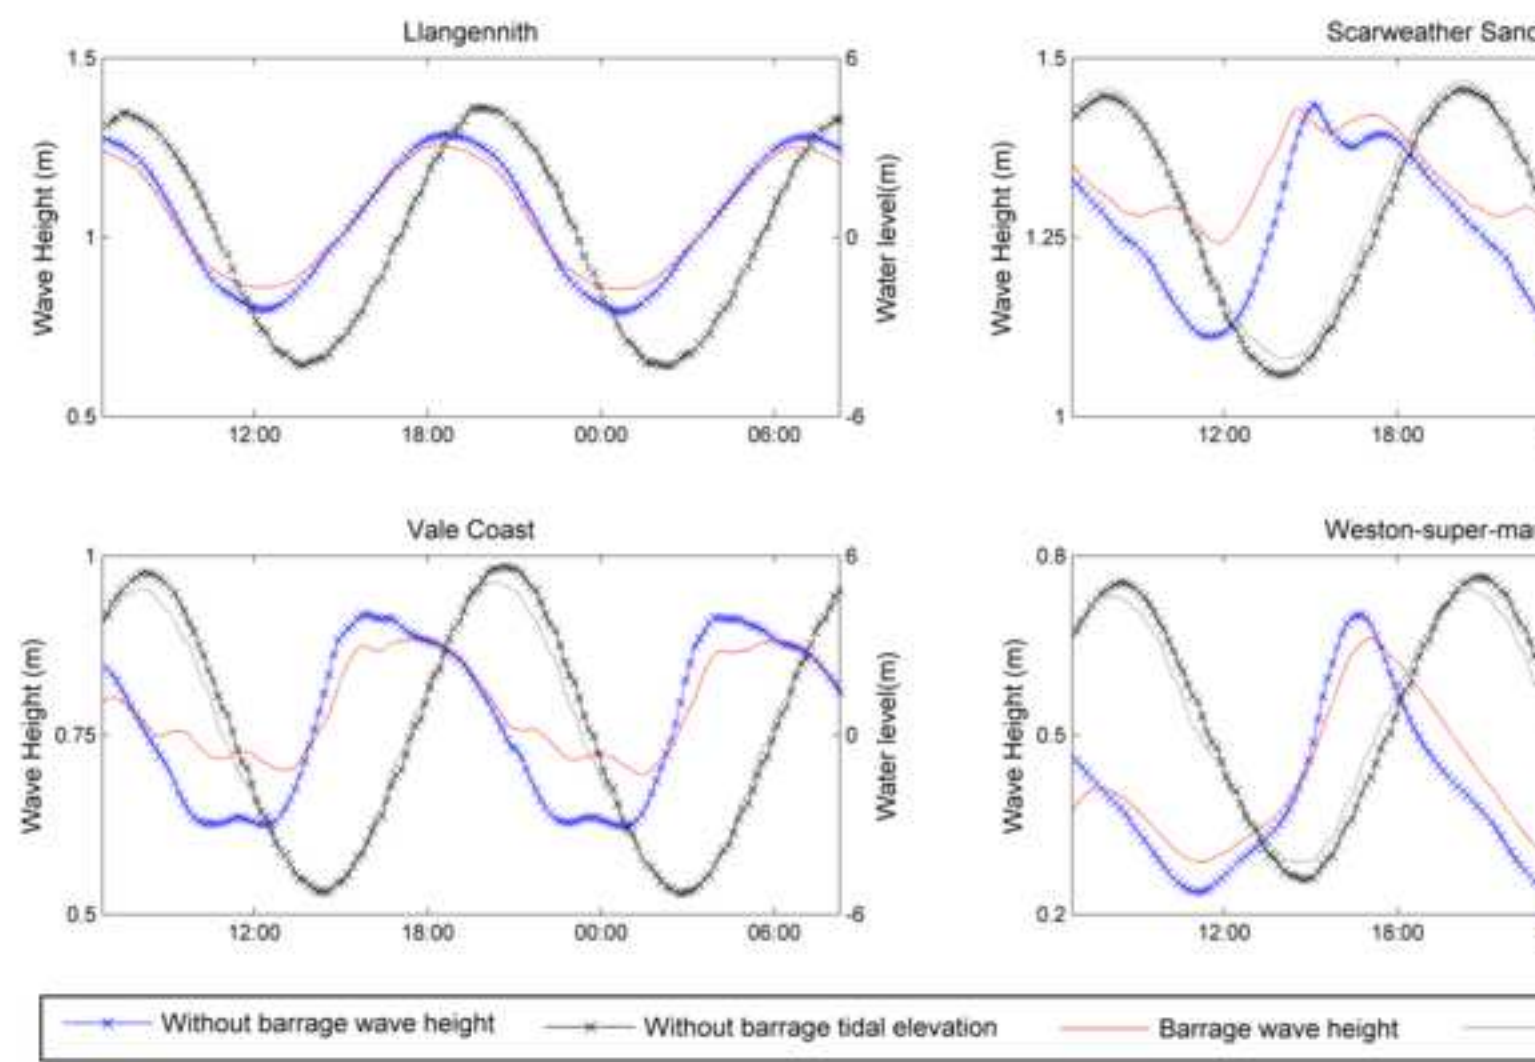 Llangennith
Scarweather Sand
1.5
6
1.5
Wave Height (m)
1
0
Water level(m)
Wave Height (m)
1.25
0.5
-6
1
12:00
18:00
00:00
06:00
12:00
18:00
Vale Coast
Weston-super-mar
1
6
0.8
Wave Height (m)
0.75
0
Water level(m)
Wave Height (m)
0.5
0.5
-6
0.2
12:00
18:00
00:00
06:00
12:00
18:00
Without barrage wave height
Without barrage tidal elevation
Barrage wave height